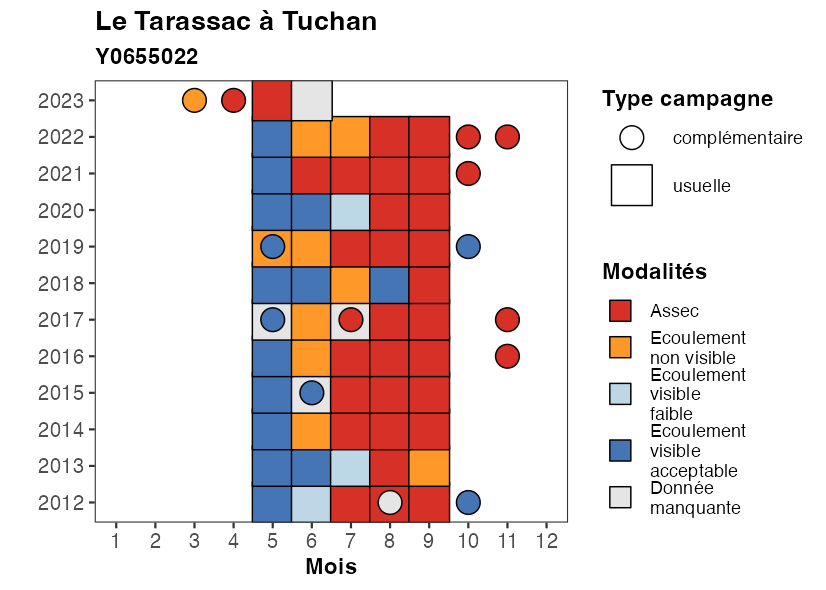 Le Tarassac à Tuchan
Y0655022
2023
2022
2021
2020
2019
2018
2017
2016
2015
2014
2013
2012
1 2 3 4 5 6 7 8 9 10 11 12
Mois
Type campagne
complémentaire
usuelle
Modalités
Assec
Ecoulement
non visible
Ecoulement
visible
faible
Ecoulement
visible
acceptable
Donnée
manquante